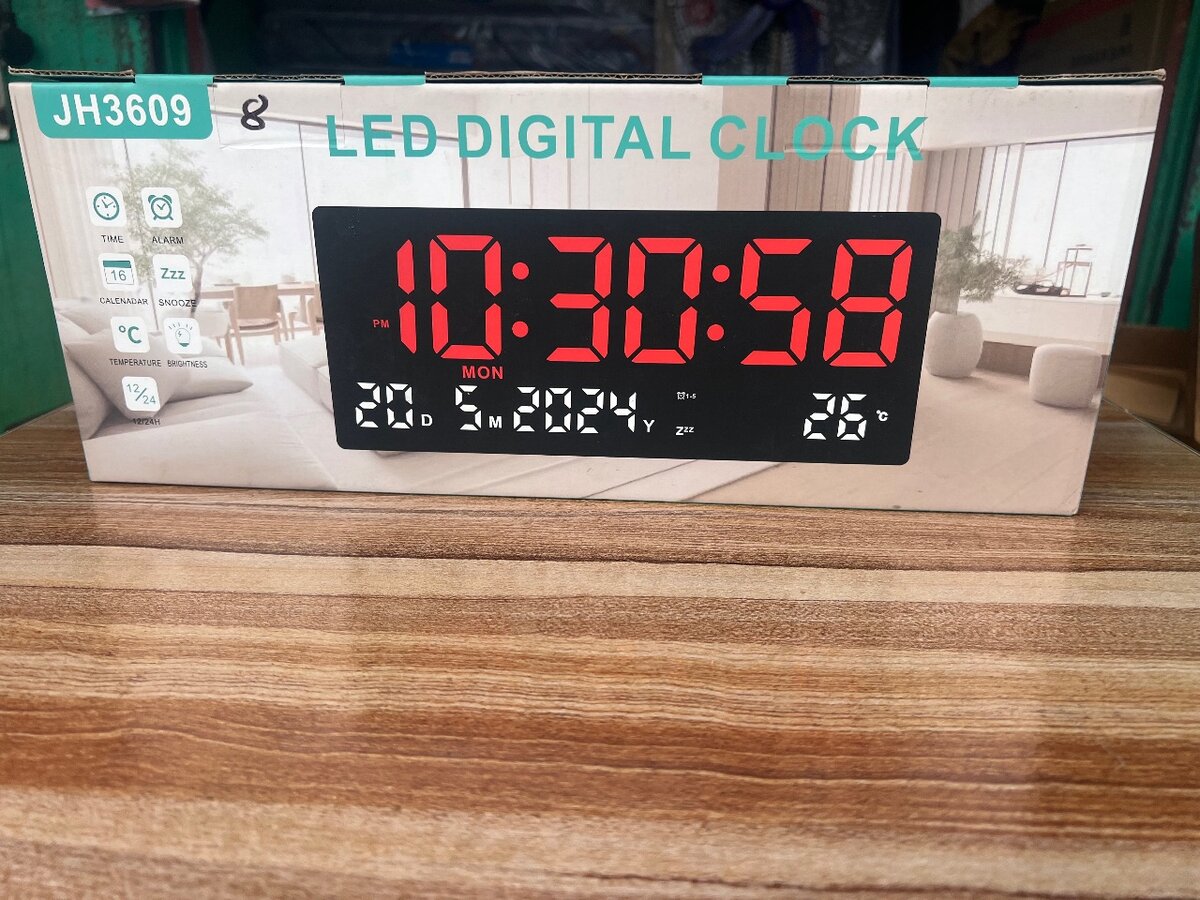 JH3609
8
LED DIGITAL CLOCK
TIME
ALARM
16
Zzz
CALENADAR
SNOOZE
°C
TEMPERATURE
BRIGHTNESS
12/24
12/24H
10:30:58
PM
MON
20D 5M 2024Y
1-5
Zzz
26°C